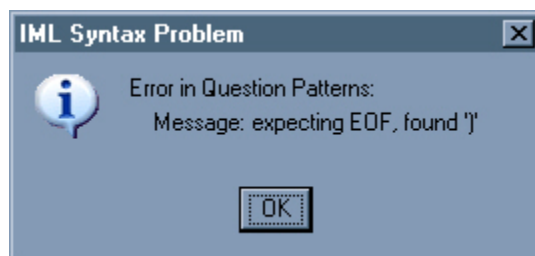 IML Syntax Problem
Error in Question Patterns:
Message: expecting EOF, found ')'
OK